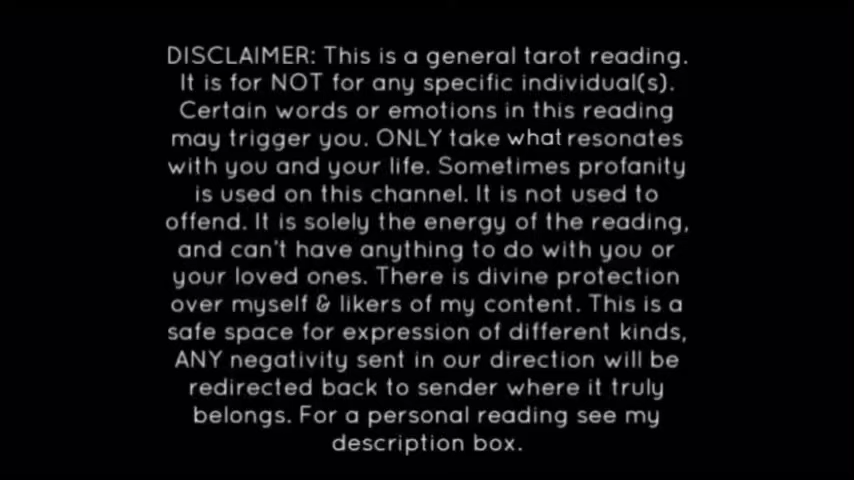 DISCLAIMER: This is a general tarot reading.
It is for NOT for any specific individual(s).
Certain words or emotions in this reading
may trigger you. ONLY take what resonates
with you and your life. Sometimes profanity
is used on this channel. It is not used to
offend. It is solely the energy of the reading,
and can't have anything to do with you or
your loved ones. There is divine protection
over myself & likers of my content. This is a
safe space for expression of different kinds,
ANY negativity sent in our direction will be
redirected back to sender where it truly
belongs. For a personal reading see my
description box.